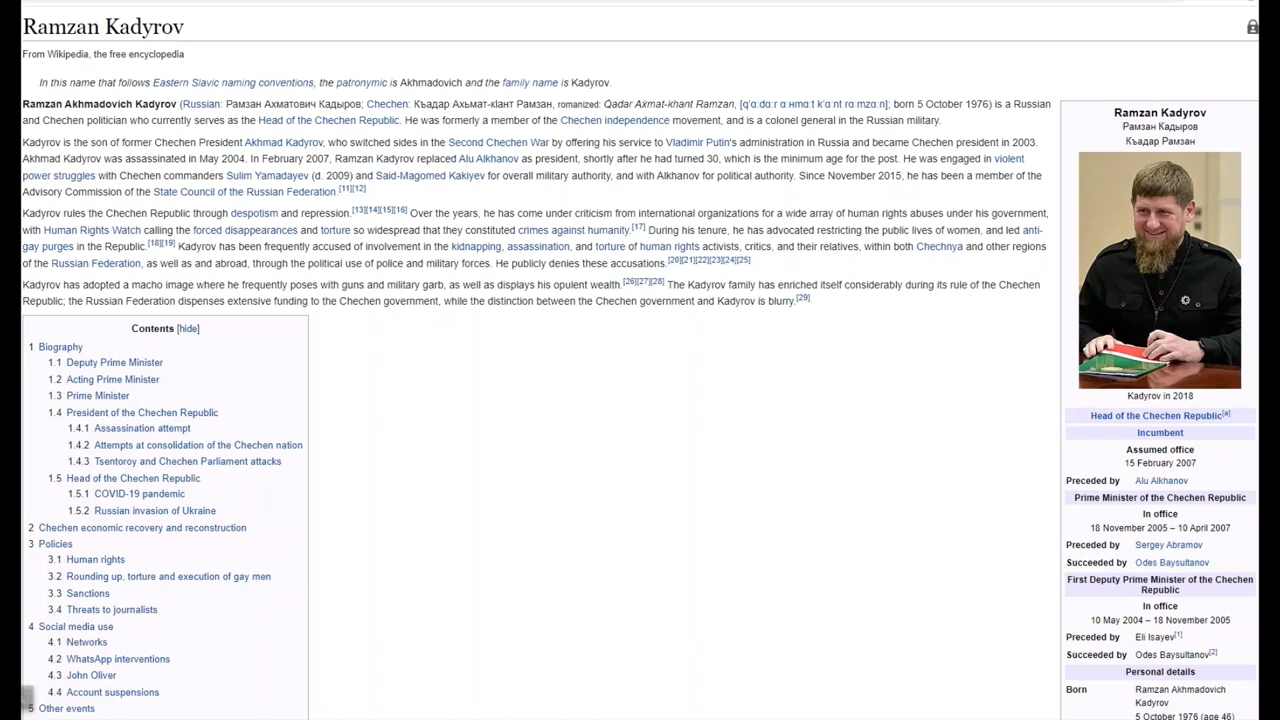 Ramzan Kadyrov
From Wikipedia, the free encyclopedia
In this name that follows Eastern Slavic naming conventions, the patronymic is Akhmadovich and the family name is Kadyrov.
Ramzan Akhmadovich Kadyrov (Russian: Рамзан Ахматович Кадыров; Chechen: Къадар Ахьмат-кІант Рамзан, romanized: Qadar Axmat-khant Ramzan, born 5 October 1976) is a Russian
and Chechen politician who currently serves as the Head of the Chechen Republic. He was formerly a member of the Chechen independence movement, and is a colonel general in the Russian military.
Kadyrov is the son of former Chechen President Akhmad Kadyrov, who switched sides in the Second Chechen War by offering his service to Vladimir Putin's administration in Russia and became Chechen president in 2003.
Akhmad Kadyrov was assassinated in May 2004. In February 2007, Ramzan Kadyrov replaced Alu Alkhanov as president, shortly after he had turned 30, which is the minimum age for the post. He was engaged in violent
power struggles with Chechen commanders Sulim Yamadayev (d. 2009) and Said-Magomed Kakiyev for overall military authority, and with Alkhanov for political authority. Since November 2015, he has been a member of the
Advisory Commission of the State Council of the Russian Federation.[11][12]
Kadyrov rules the Chechen Republic through despotism and repression.[13][14][15][16] Over the years, he has come under criticism from international organizations for a wide array of human rights abuses under his government,
with Human Rights Watch calling the forced disappearances and torture so widespread that they constituted crimes against humanity.[17] During his tenure, he has advocated restricting the public lives of women, and led anti-
gay purges in the Republic.[18][19] Kadyrov has been frequently accused of involvement in the kidnapping, assassination, and torture of human rights activists, critics, and their relatives, within both Chechnya and other regions
of the Russian Federation, as well as and abroad, through the political use of police and military forces. He publicly denies these accusations.[20][21][22][23][24][25]
Kadyrov has adopted a macho image where he frequently poses with guns and military garb, as well as displays his opulent wealth.[26][27][28] The Kadyrov family has enriched itself considerably during its rule of the Chechen
Republic; the Russian Federation dispenses extensive funding to the Chechen government, while the distinction between the Chechen government and Kadyrov is blurry.[29]
Contents [hide]
1 Biography
1.1 Deputy Prime Minister
1.2 Acting Prime Minister
1.3 Prime Minister
1.4 President of the Chechen Republic
1.4.1 Assassination attempt
1.4.2 Attempts at consolidation of the Chechen nation
1.4.3 Tsentoroy and Chechen Parliament attacks
1.5 Head of the Chechen Republic
1.5.1 COVID-19 pandemic
1.5.2 Russian invasion of Ukraine
2 Chechen economic recovery and reconstruction
3 Policies
3.1 Human rights
3.2 Rounding up, torture and execution of gay men
3.3 Sanctions
3.4 Threats to journalists
4 Social media use
4.1 Networks
4.2 WhatsApp interventions
4.3 John Oliver
4.4 Account suspensions
5 Other events
Ramzan Kadyrov
Рамзан Кадыров
Къадар Рамзан
Kadyrov in 2018
Head of the Chechen Republic[a]
Incumbent
Assumed office
15 February 2007
Preceded by Alu Alkhanov
Prime Minister of the Chechen Republic
In office
18 November 2005 – 10 April 2007
Preceded by Sergey Abramov
Succeeded by Odes Baysultanov
First Deputy Prime Minister of the Chechen
Republic
In office
10 May 2004 – 18 November 2005
Preceded by Eli Isayev[1]
Succeeded by Odes Baysultanov[2]
Personal details
Born Ramzan Akhmadovich
Kadyrov
5 October 1976 (age 46)